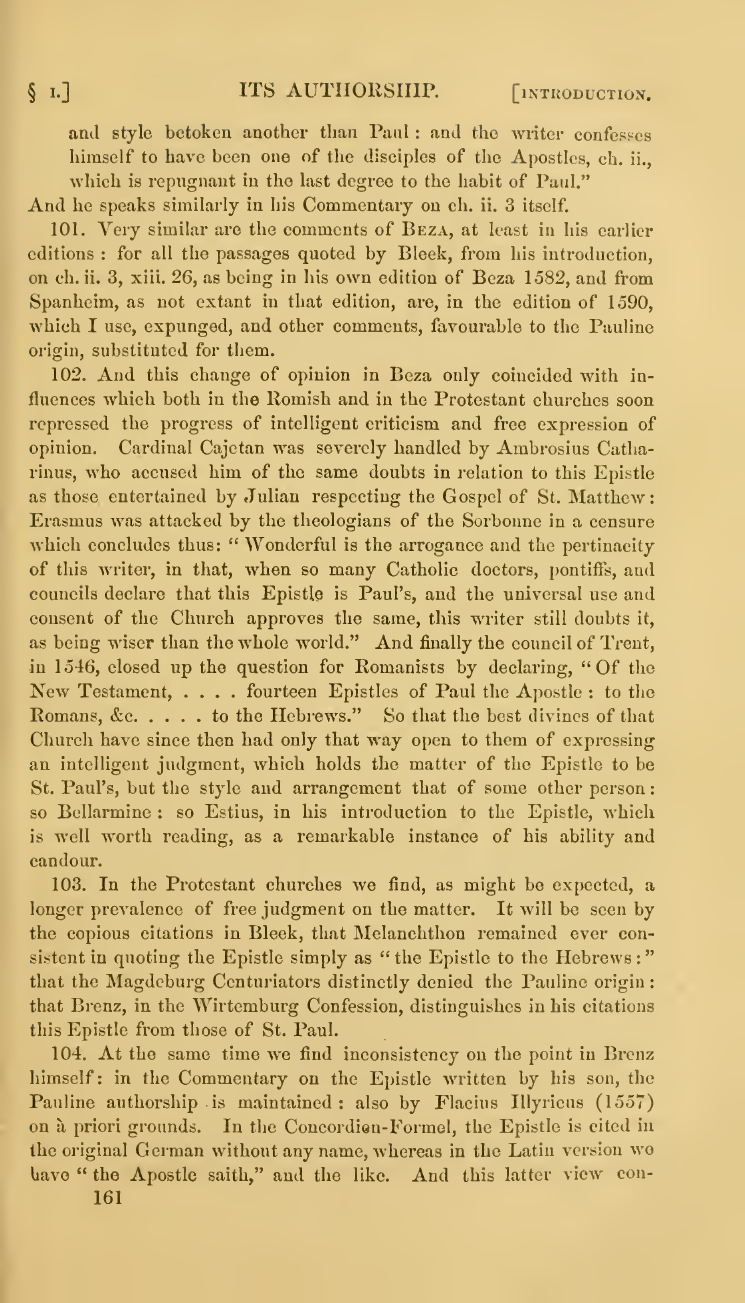 § I.] ITS AUTHORSHIP. [INTRODUCTION.
and style betoken another than Paul : and the writer confesses
himself to have been one of the disciples of the Apostles, ch. ii.,
which is repugnant in the last degree to the habit of Paul.”
And he speaks similarly in his Commentary on ch. ii. 3 itself.
101. Very similar are the comments of BEZA, at least in his earlier
editions : for all the passages quoted by Bleek, from his introduction,
on ch. ii. 3, xiii. 26, as being in his own edition of Beza 1582, and from
Spanheim, as not extant in that edition, are, in the edition of 1590,
which I use, expunged, and other comments, favourable to the Pauline
origin, substituted for them.
102. And this change of opinion in Beza only coincided with in-
fluences which both in the Romish and in the Protestant churches soon
repressed the progress of intelligent criticism and free expression of
opinion. Cardinal Cajetan was severely handled by Ambrosius Catha-
rinus, who accused him of the same doubts in relation to this Epistle
as those entertained by Julian respecting the Gospel of St. Matthew :
Erasmus was attacked by the theologians of the Sorbonne in a censure
which concludes thus: “ Wonderful is the arrogance and the pertinacity
of this writer, in that, when so many Catholic doctors, pontiffs, and
councils declare that this Epistle is Paul's, and the universal use and
consent of the Church approves the same, this writer still doubts it,
as being wiser than the whole world.” And finally the council of Trent,
in 1546, closed up the question for Romanists by declaring, “ Of the
New Testament, . . . . fourteen Epistles of Paul the Apostle : to the
Romans, &c. . . . . to the Hebrews.” So that the best divines of that
Church have since then had only that way open to them of expressing
an intelligent judgment, which holds the matter of the Epistle to be
St. Paul's, but the style and arrangement that of some other person :
so Bellarmine : so Estius, in his introduction to the Epistle, which
is well worth reading, as a remarkable instance of his ability and
candour.
103. In the Protestant churches we find, as might be expected, a
longer prevalence of free judgment on the matter. It will be seen by
the copious citations in Bleek, that Melanchthon remained ever con-
sistent in quoting the Epistle simply as “ the Epistle to the Hebrews : ”
that the Magdeburg Centuriators distinctly denied the Pauline origin :
that Brenz, in the Wirtemburg Confession, distinguishes in his citations
this Epistle from those of St. Paul.
104. At the same time we find inconsistency on the point in Brenz
himself : in the Commentary on the Epistle written by his son, the
Pauline authorship is maintained : also by Flacius Illyricus (1557)
on à priori grounds. In the Concordien-Formel, the Epistle is cited in
the original German without any name, whereas in the Latin version we
have “ the Apostle saith,” and the like. And this latter view con-
161